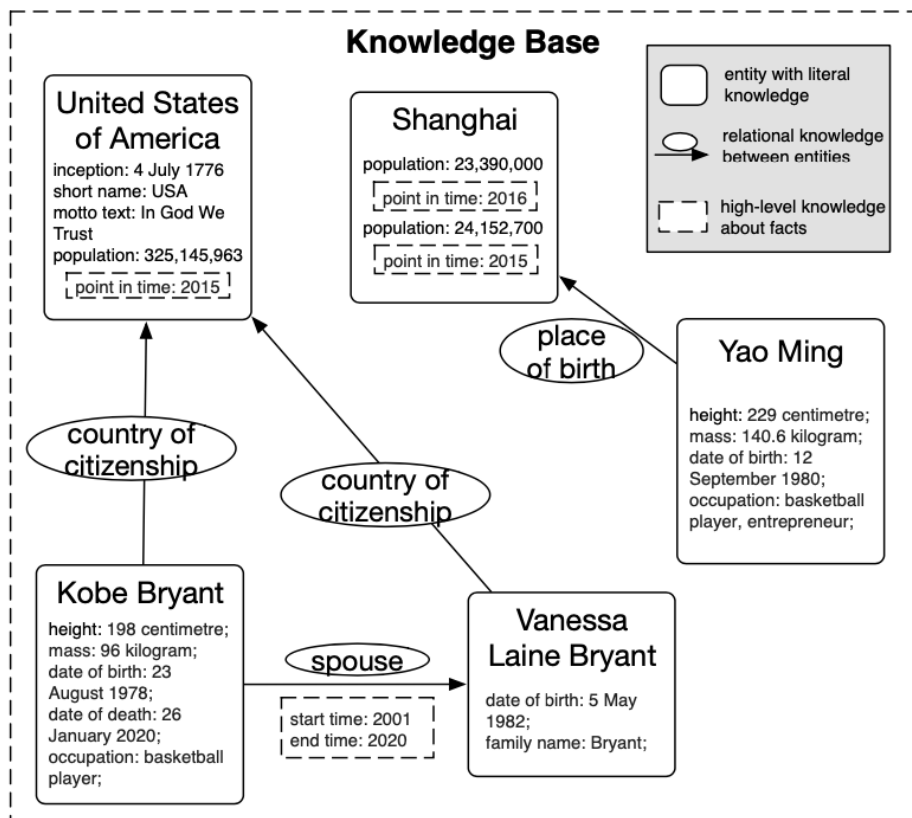 Knowledge Base
United States
of America
inception: 4 July 1776
short name: USA
motto text: In God We
Trust
population: 325,145,963
point in time: 2015
Shanghai
population: 23,390,000
point in time: 2016
population: 24,152,700
point in time: 2015
entity with literal
knowledge
relational knowledge
between entities
high-level knowledge
about facts
place
of birth
Yao Ming
height: 229 centimetre;
mass: 140.6 kilogram;
date of birth: 12
September 1980;
occupation: basketball
player, entrepreneur;
country of
citizenship
country of
citizenship
Kobe Bryant
height: 198 centimetre;
mass: 96 kilogram;
date of birth: 23
August 1978;
date of death: 26
January 2020;
occupation: basketball
player;
spouse
start time: 2001
end time: 2020
Vanessa
Laine Bryant
date of birth: 5 May
1982;
family name: Bryant;